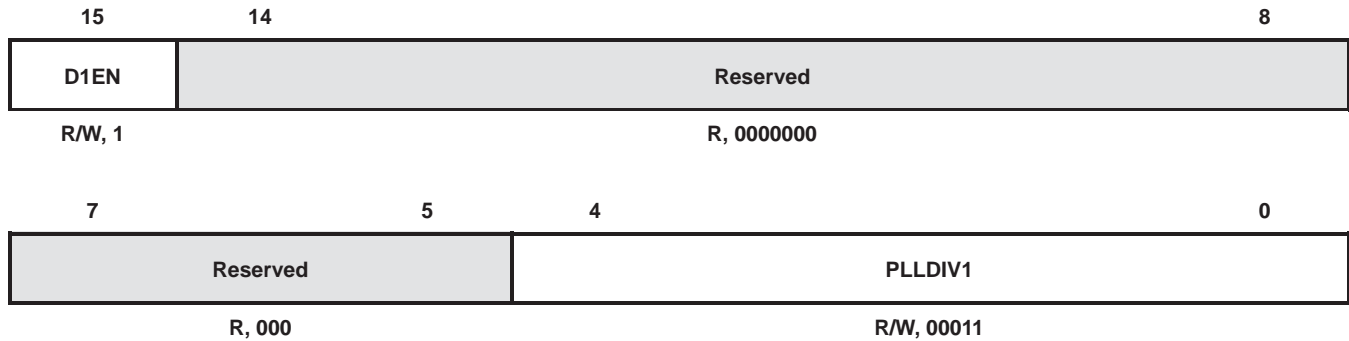 15 14 8
D1EN Reserved
R/W, 1 R, 0000000
7 5 4 0
Reserved PLLDIV1
R, 000 R/W, 00011